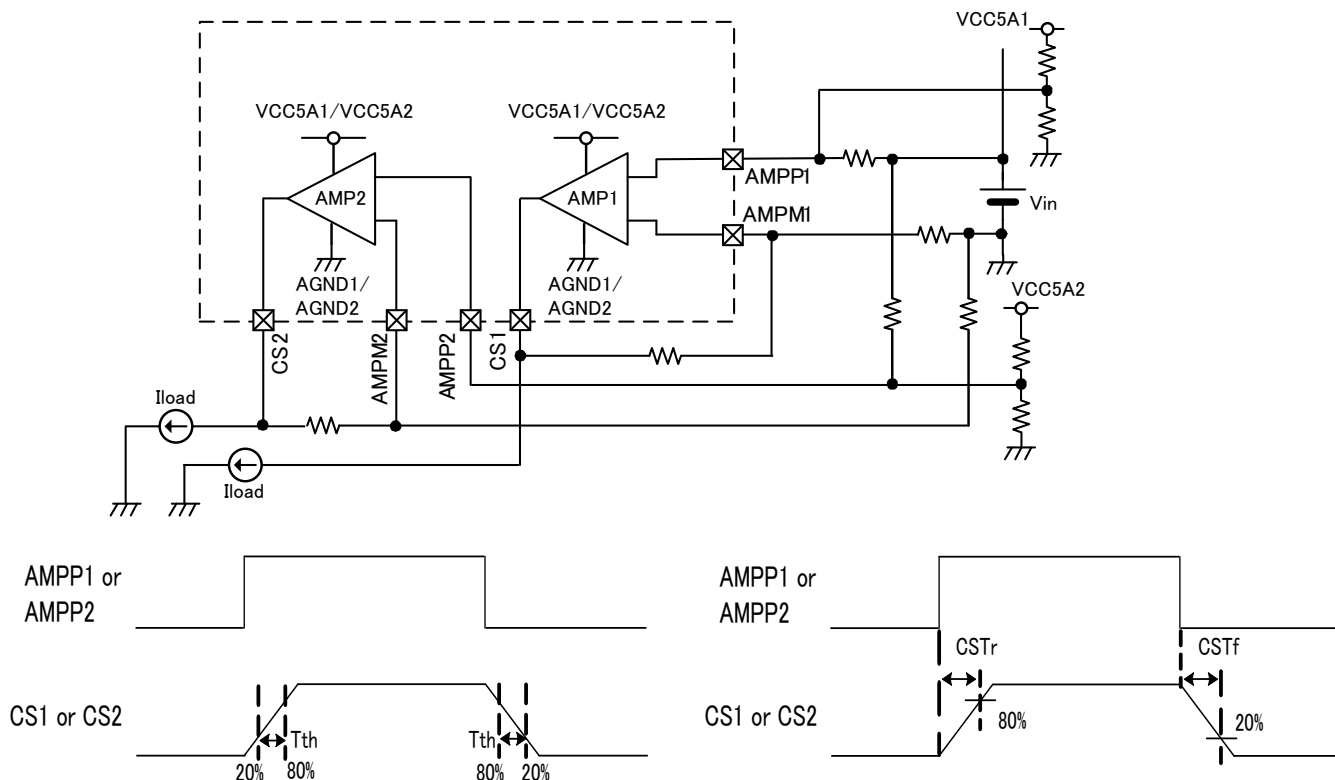 VCC5A1
VCC5A1/VCC5A2
VCC5A1/VCC5A2
AMP2
AMP1
AMPP1
AMPM1
Vin
AGND1/
AGND2
AGND1/
AGND2
VCC5A2
CS2
AMPM2
AMPP2
CS1
Iload
Iload
AMPP1 or
AMPP2
CS1 or CS2
Tth
Tth
20%
80%
80%
20%
AMPP1 or
AMPP2
CSTr
CSTf
CS1 or CS2
80%
20%